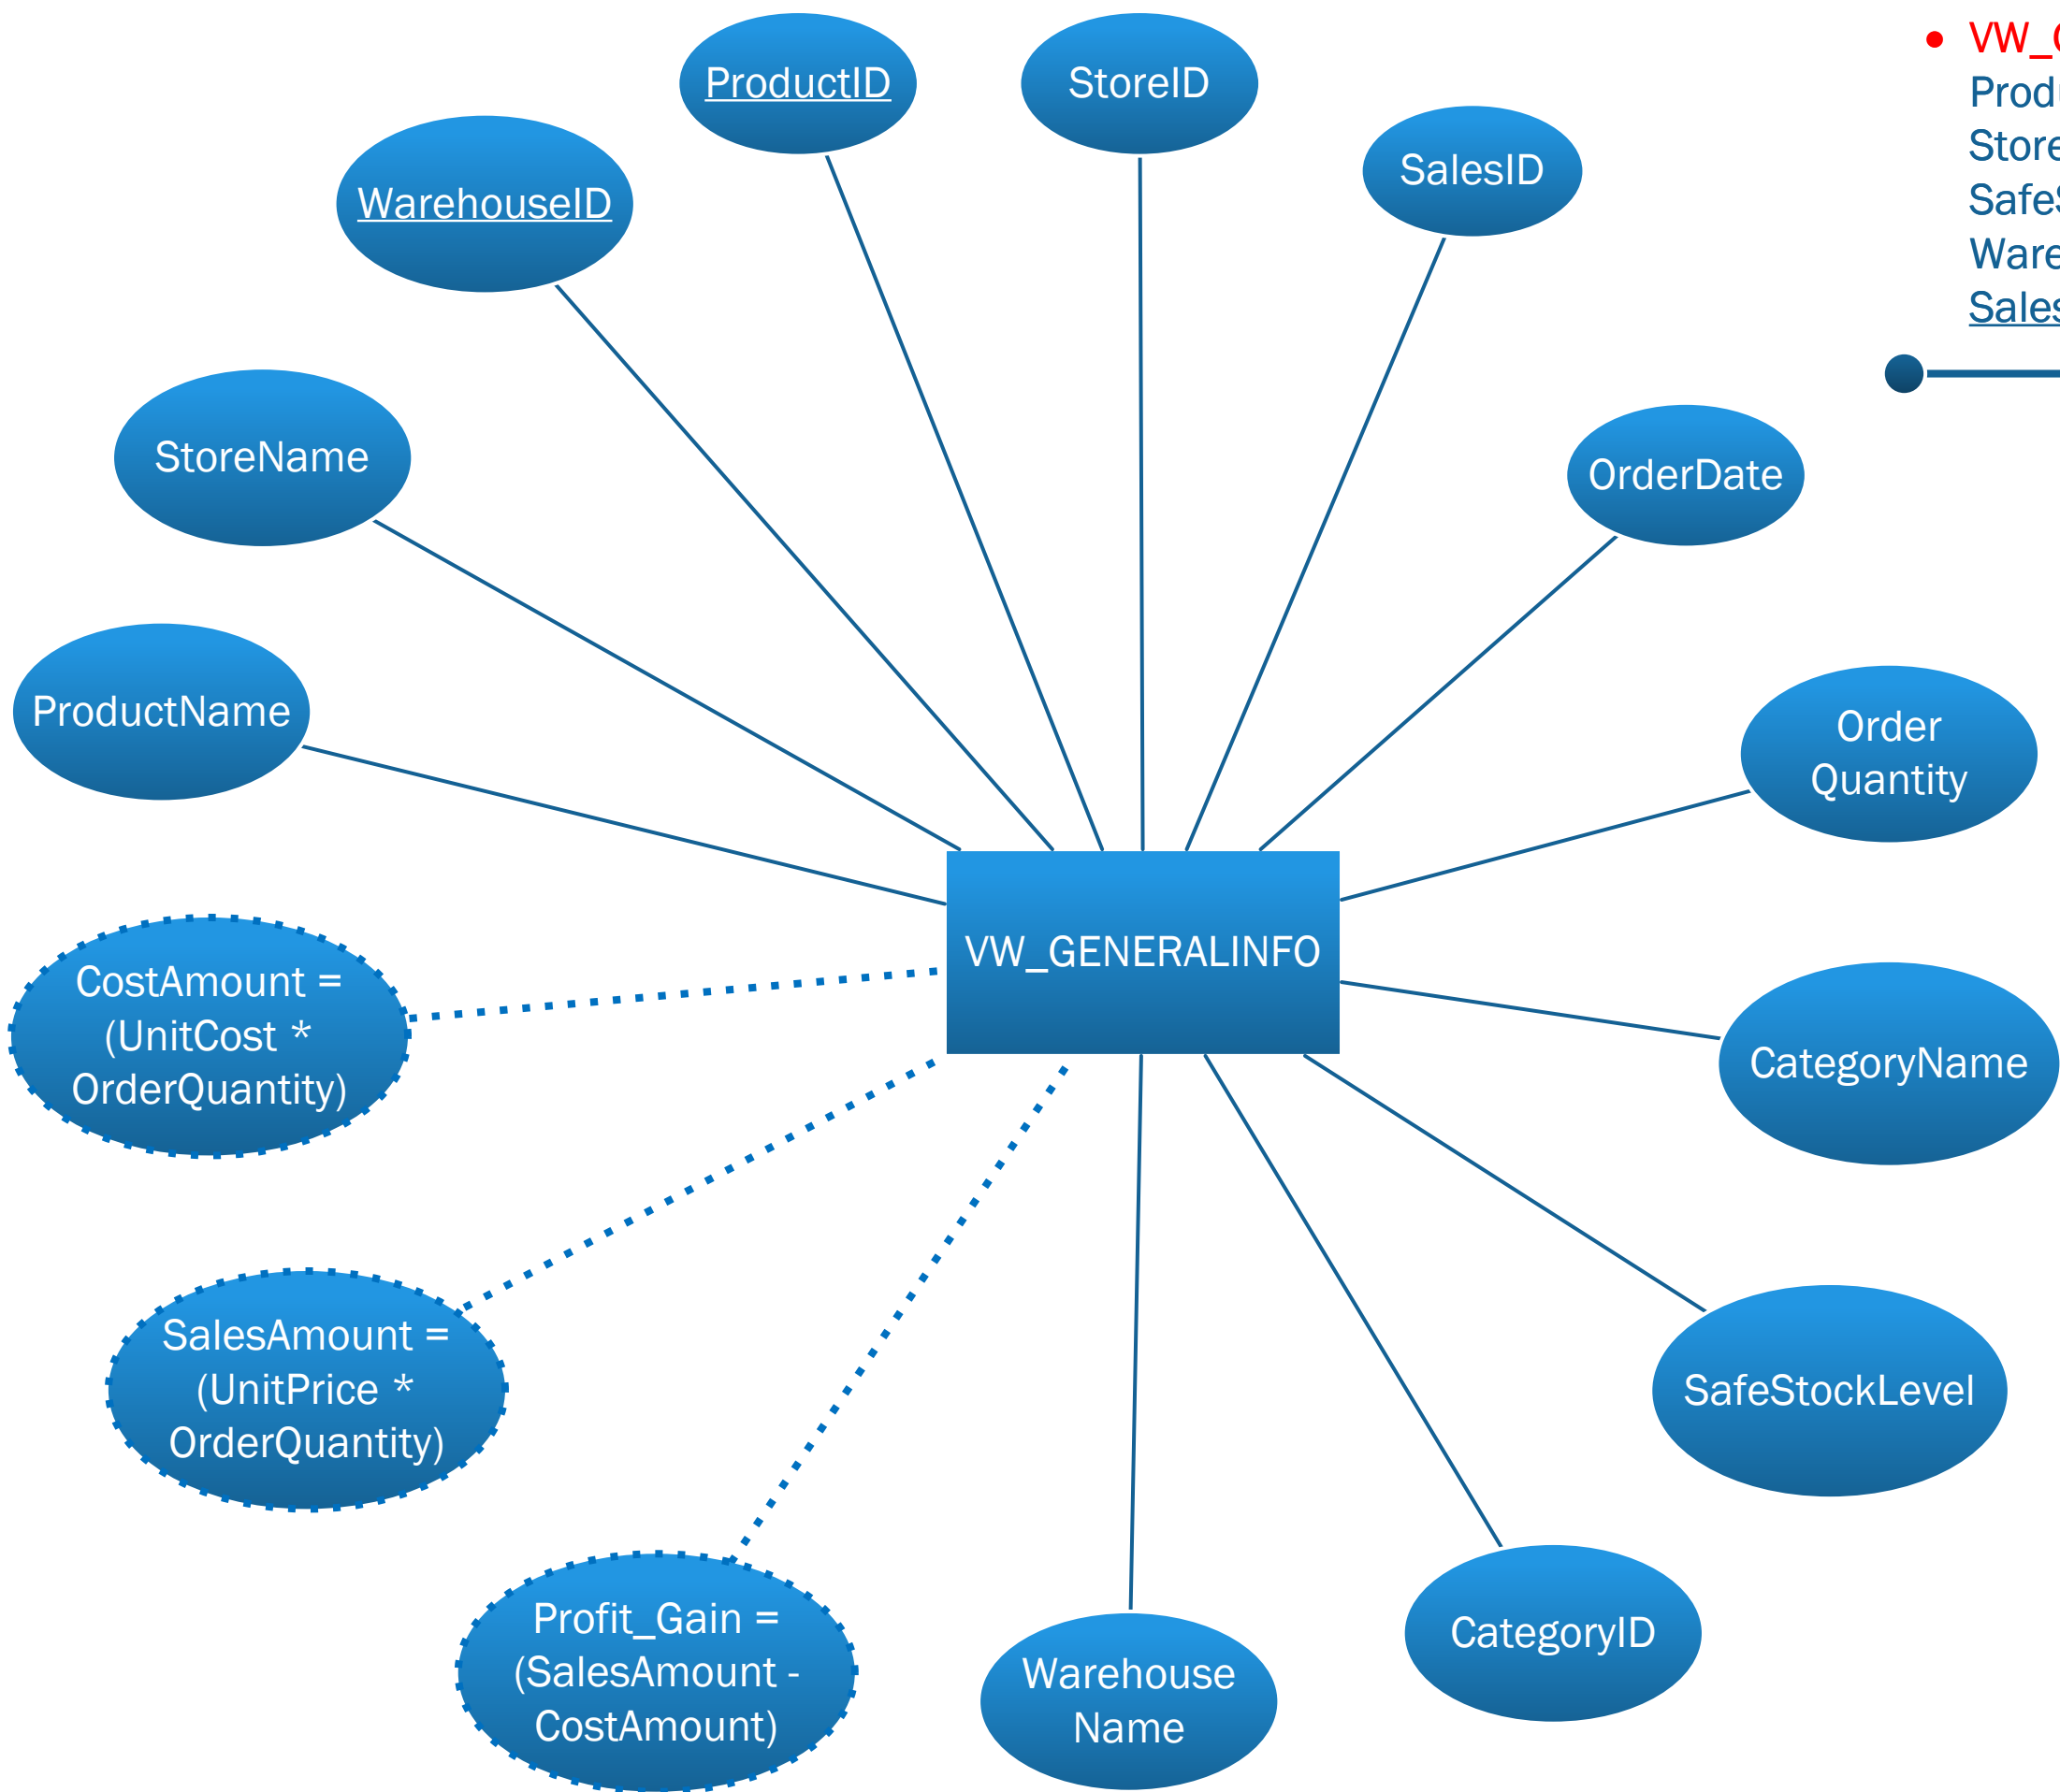 ProductID
StoreID
SalesID
WarehouseID
StoreName
OrderDate
ProductName
Order
Quantity
VW_GENERALINFO
CostAmount =
(UnitCost *
OrderQuantity)
CategoryName
SalesAmount =
(UnitPrice *
OrderQuantity)
SafeStockLevel
Profit_Gain =
(SalesAmount -
CostAmount)
Warehouse
Name
CategoryID